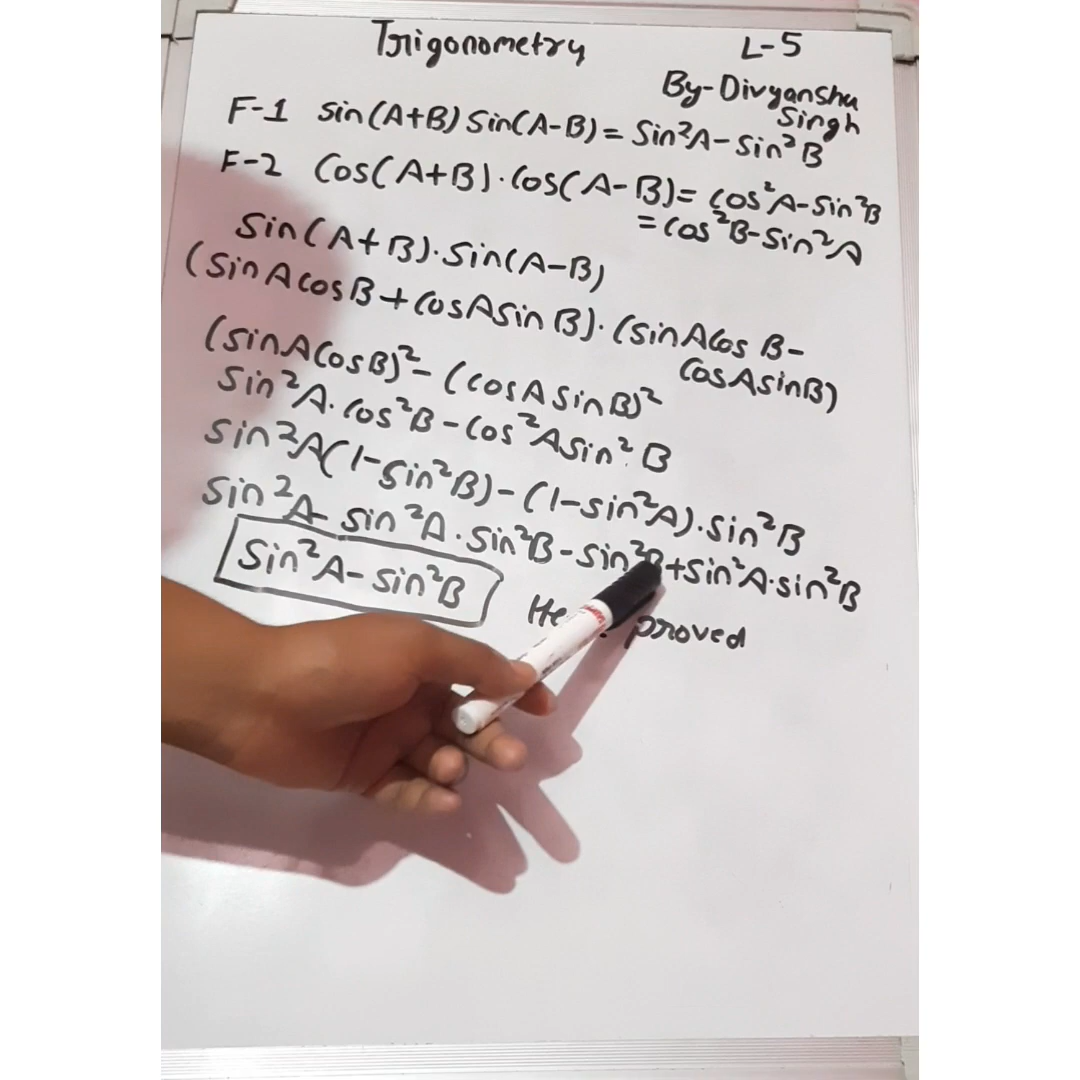 Trigonometry L-5
By-Divyanshu Singh
F-1 sin(A+B) sin(A-B) = sin²A - sin²B
F-2 cos(A+B)·cos(A-B) = cos²A - sin²B
= cos²B - sin²A
sin(A+B)·sin(A-B)
(sinAcosB + cosAsinB)·(sinAcosB -
cosAsinB)
(sinAcosB)² - (cosAsinB)²
sin²A·cos²B - cos²Asin²B
sin²A(1-sin²B) - (1-sin²A)·sin²B
sin²A - sin²A·sin²B - sin²B + sin²A·sin²B
sin²A - sin²B
proved